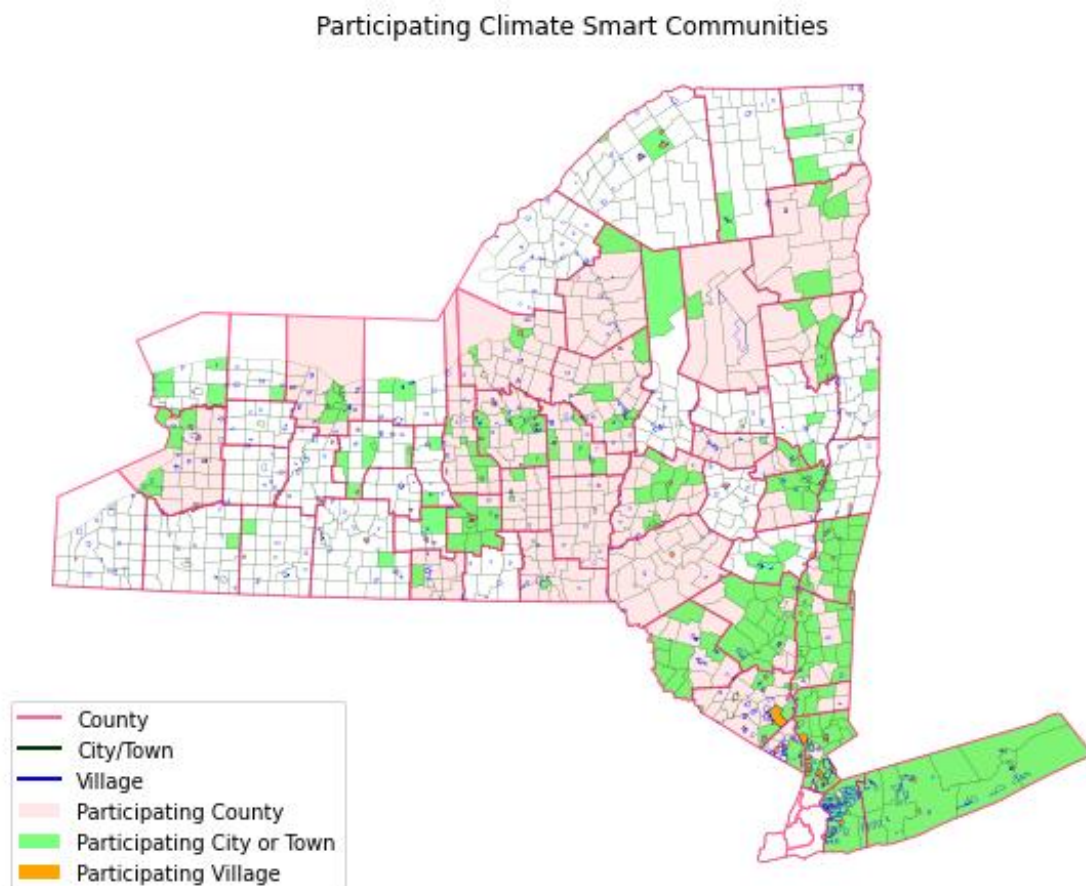 Participating Climate Smart Communities
County
City/Town
Village
Participating County
Participating City or Town
Participating Village